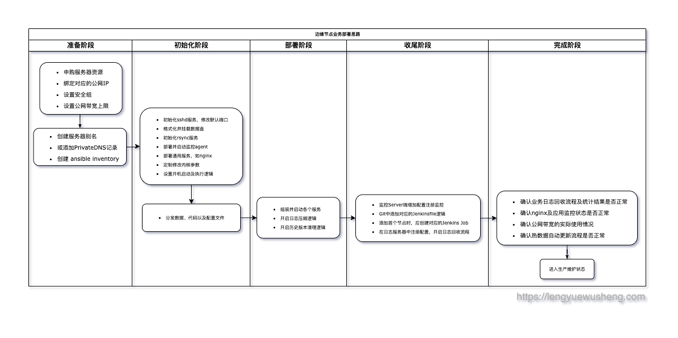 边缘节点业务部署思路
准备阶段
初始化阶段
部署阶段
收尾阶段
完成阶段
申购服务器资源
绑定对应的公网IP
设置安全组
设置公网带宽上限
创建服务器别名
或添加PrivateDNS记录
创建 ansible inventory
初始化sshd服务，修改默认端口
格式化并挂载数据盘
初始化rsync服务
部署并启动监控agent
部署通用服务，如nginx
定制修改内核参数
设置开机启动及执行逻辑
分发数据、代码以及配置文件
组装并启动各个服务
开启日志压缩逻辑
开启历史版本清理逻辑
监控Server端增加配置注册监控
Git中添加对应的Jenkinsfile逻辑
添加首个节点时，应创建对应的Jenkins Job
在日志服务器中注册配置，开启日志回收流程
确认业务日志回收流程及统计结果是否正常
确认Nginx及应用监控状态是否正常
确认公网带宽的实际使用情况
确认热数据自动更新流程是否正常
进入生产维护状态
https://lengyuewusheng.com